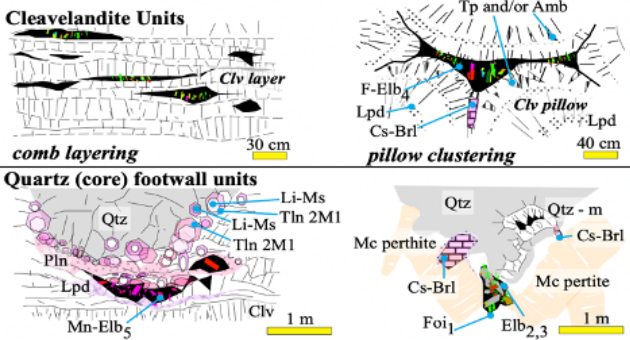 Cleavelandite Units
Clv layer
comb layering
30 cm
Tp and/or Amb
F-Elb4
Lpd
Cs-Brl
Clv pillow
Lpd
pillow clustering
40 cm
Quartz (core) footwall units
Qtz
Li-Ms
Tln 2M1
Li-Ms
Tln 2M1
Pln
Lpd
Mn-Elb5
Clv
1 m
Qtz
Qtz - m
Cs-Brl
Mc perthite
Cs-Brl
Mc pertite
Foi1
Elb2,3
1 m